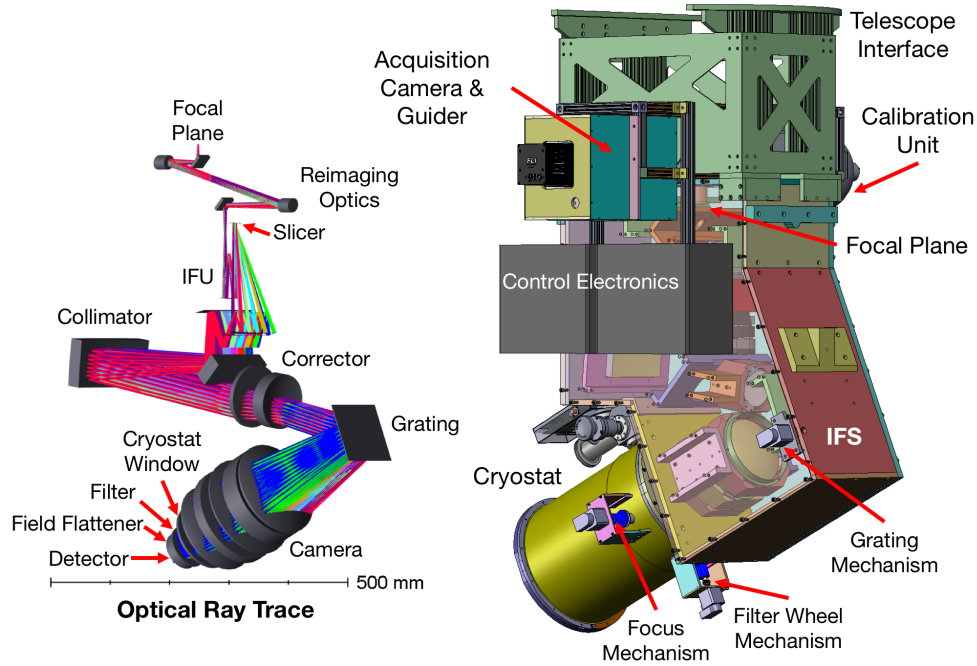 Focal
Plane
Reimaging
Optics
Slicer
IFU
Collimator
Corrector
Grating
Cryostat
Window
Filter
Field Flattener
Detector
Camera
500 mm
Optical Ray Trace
Telescope
Interface
Acquisition
Camera &
Guider
Calibration
Unit
FLI
Focal Plane
Control Electronics
IFS
Cryostat
Grating
Mechanism
Filter Wheel
Mechanism
Focus
Mechanism